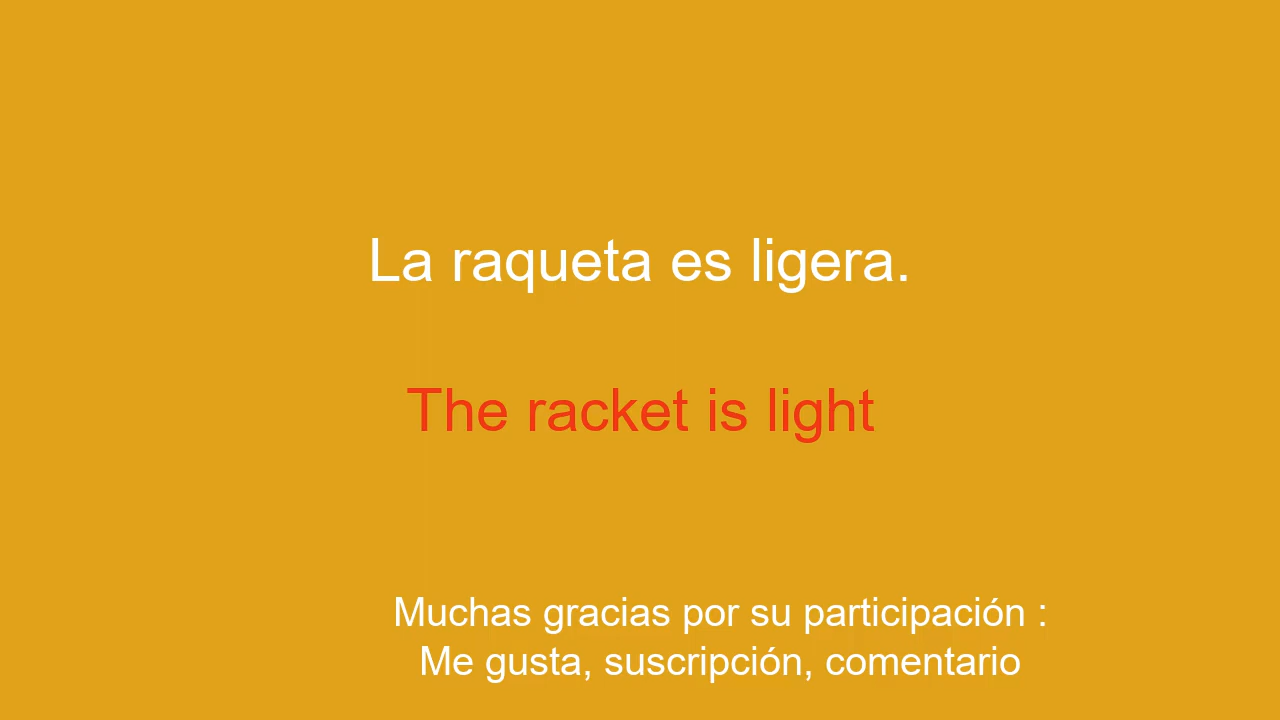 La raqueta es ligera.
The racket is light
Muchas gracias por su participación :
Me gusta, suscripción, comentario